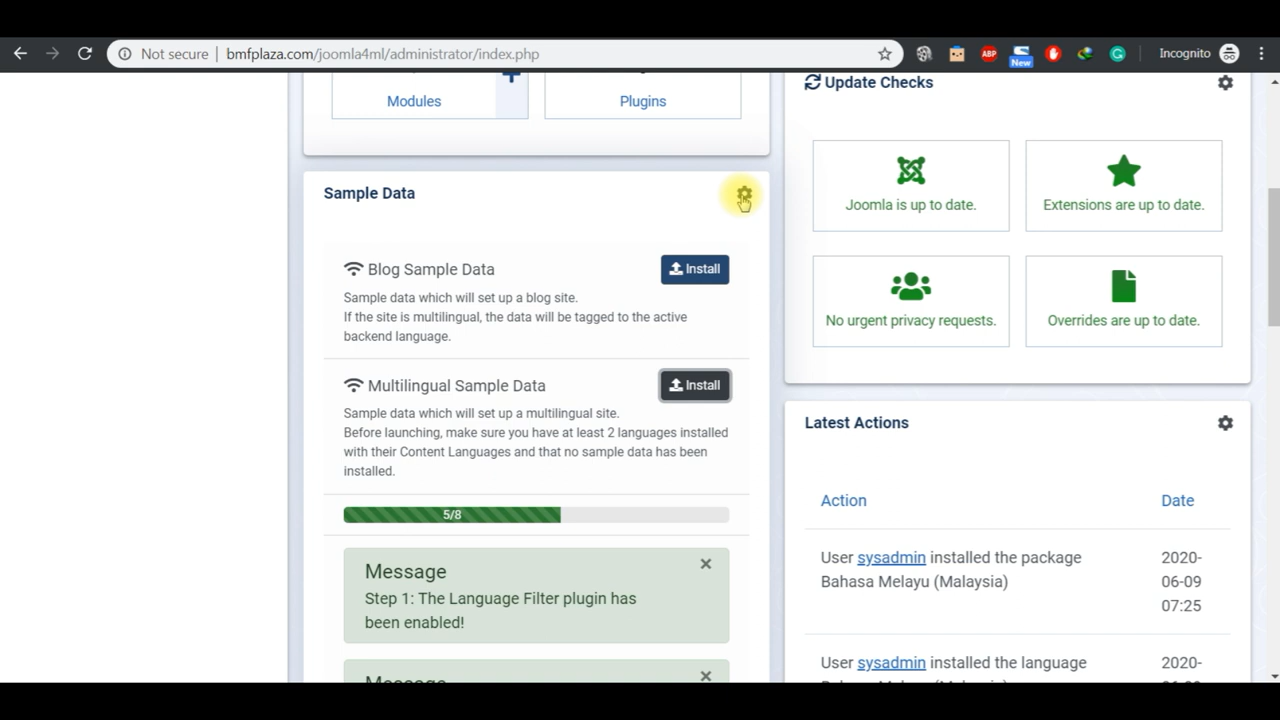 Not secure
bmfplaza.com/joomla4ml/administrator/index.php
ABP
New
Incognito
Modules
Plugins
Sample Data
Blog Sample Data
Install
Sample data which will set up a blog site.
If the site is multilingual, the data will be tagged to the active
backend language.
Multilingual Sample Data
Install
Sample data which will set up a multilingual site.
Before launching, make sure you have at least 2 languages installed
with their Content Languages and that no sample data has been
installed.
5/8
Message
Step 1: The Language Filter plugin has
been enabled!
Message
Update Checks
Joomla is up to date.
Extensions are up to date.
No urgent privacy requests.
Overrides are up to date.
Latest Actions
Action
Date
User sysadmin installed the package
Bahasa Melayu (Malaysia)
2020-
06-09
07:25
User sysadmin installed the language
2020-